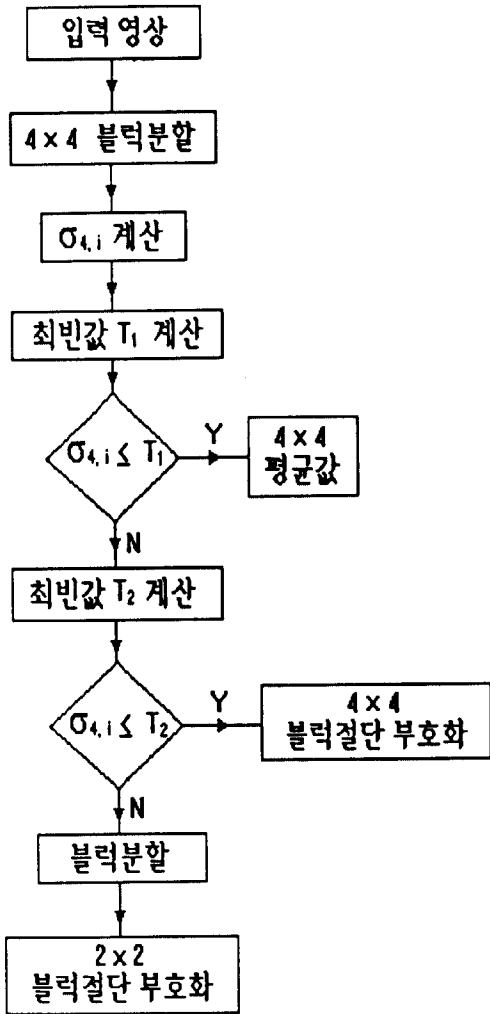 입력 영상
4×4 블럭분할
σ4,i 계산
최빈값 T1 계산
σ4,i ≤ T1
Y
4×4
평균값
N
최빈값 T2 계산
σ4,i ≤ T2
Y
4×4
블럭절단 부호화
N
블럭분할
2×2
블럭절단 부호화